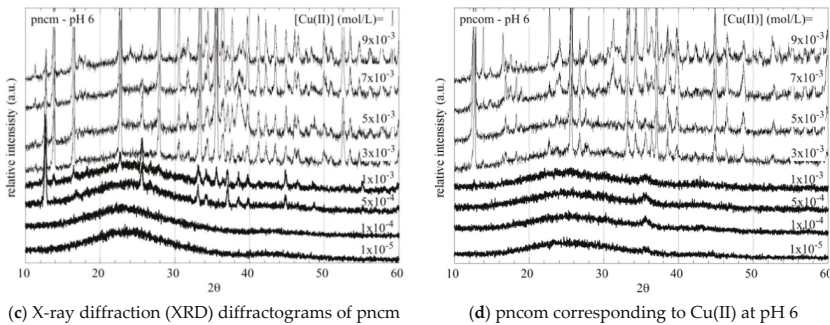 pncm - pH 6
[Cu(II)] (mol/L)=
9x10-3
7x10-3
5x10-3
3x10-3
1x10-3
5x10-4
1x10-4
1x10-5
relative intensisty (a.u.)
10 20 30 40 50 60
2θ
(c) X-ray diffraction (XRD) diffractograms of pncm
pncom - pH 6
[Cu(II)] (mol/L)=
9x10-3
7x10-3
5x10-3
3x10-3
1x10-3
5x10-4
1x10-4
1x10-5
relative intensisty (a.u.)
10 20 30 40 50 60
2θ
(d) pncom corresponding to Cu(II) at pH 6